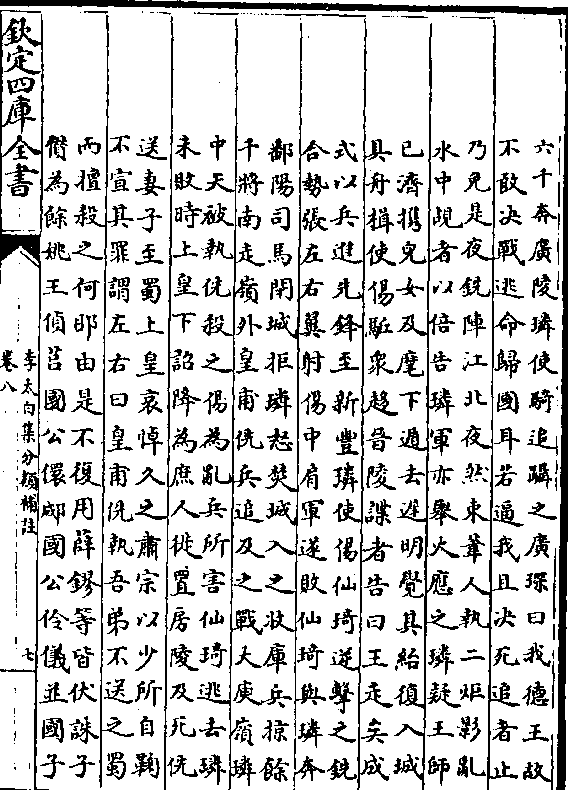 六千奔廣陵璘使騎追躡之廣琛曰我德王故
不敢决戰逃命歸國耳若逼我且决死追者止
乃免是夜銑陣江北夜然束葦人執二炬影亂
水中覘者以倍告璘軍亦舉火應之璘疑王師
已濟携兒女及麾下遁去遲明覺其紿復入城
具舟楫使偒驅衆趍晉陵諜者告曰王走矣成
式以兵進先鋒至新豐璘使偒仙琦逆擊之銑
合勢張左右翼射偒中肩軍遂敗仙琦與璘奔
鄱陽司馬閉城拒璘怒焚城入之收庫兵掠餘
干將南走嶺外皇甫侁兵追及之戰大庾嶺璘
中矢被執侁殺之偒為亂兵所害仙琦逃去璘
未敗時上皇下詔降為庶人徙置房陵及死侁
送妻子至蜀上皇哀悼久之肅宗以少所自鞠
不宣其罪謂左右曰皇甫侁執吾弟不送之蜀
而擅殺之何耶由是不復用薛鏐等皆伏誅子
儹為餘姚王偵莒國公儇郕國公伶儀並國子
欽定四庫全書
李太白集分類補註
卷八
七